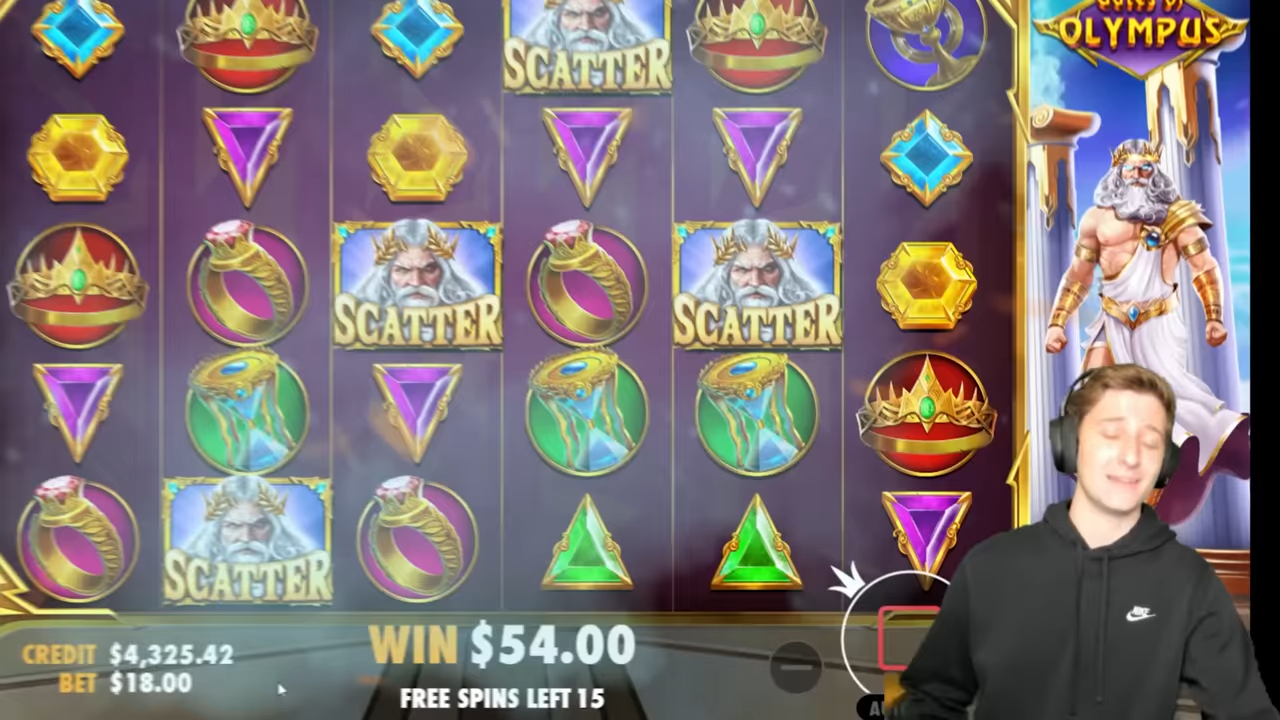 SCATTER
OLYMPUS
SCATTER
SCATTER
SCATTER
CREDIT $4,325.42
BET $18.00
WIN $54.00
FREE SPINS LEFT 15